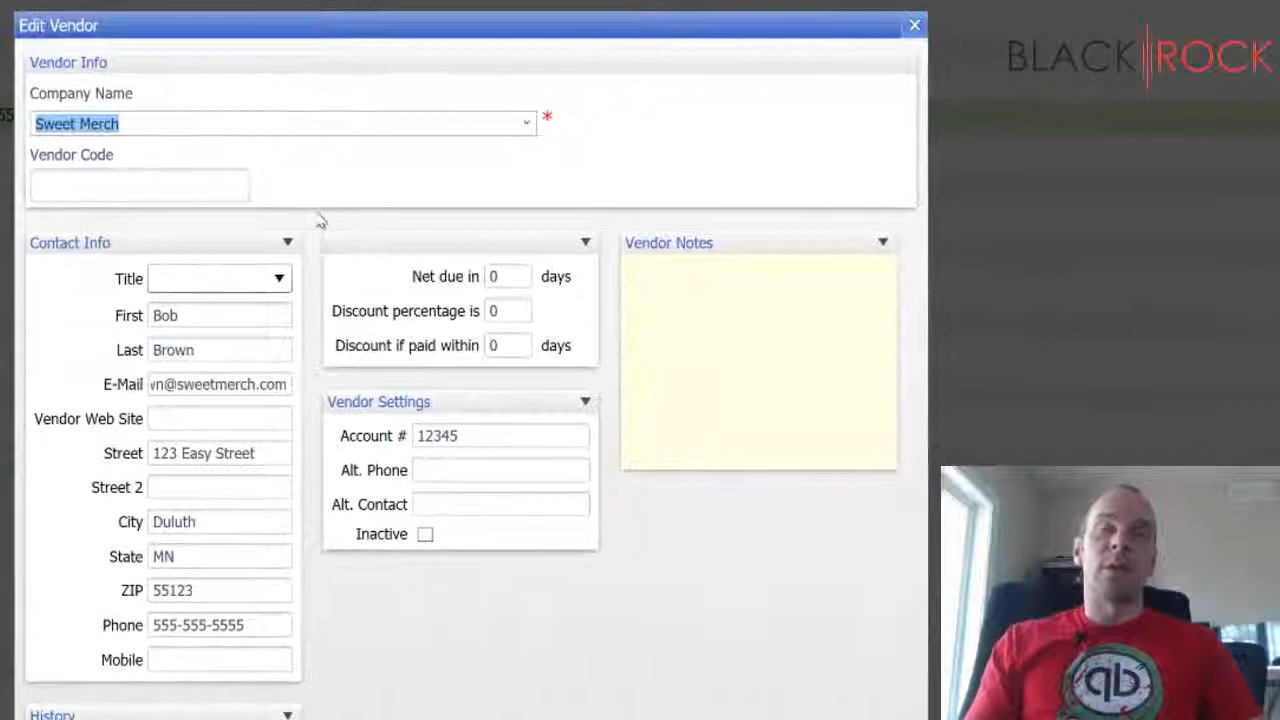 Edit Vendor
BLACK ROCK
Vendor Info
Company Name
Sweet Merch *
Vendor Code
Contact Info
Title
First Bob
Last Brown
E-Mail vn@sweetmerch.com
Vendor Web Site
Street 123 Easy Street
Street 2
City Duluth
State MN
ZIP 55123
Phone 555-555-5555
Mobile
History
Net due in 0 days
Discount percentage is 0
Discount if paid within 0 days
Vendor Settings
Account # 12345
Alt. Phone
Alt. Contact
Inactive
Vendor Notes
qb